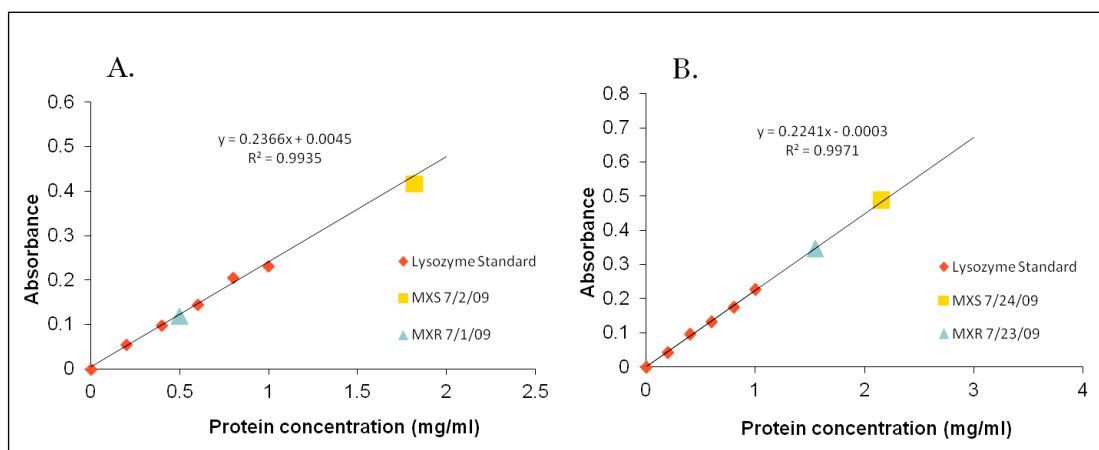 A.
0.6
0.5
0.4
0.3
0.2
0.1
0
y = 0.2366x + 0.0045
R² = 0.9935
Absorbance
Lysozyme Standard
MXS 7/2/09
MXR 7/1/09
0 0.5 1 1.5 2 2.5
Protein concentration (mg/ml)
B.
0.8
0.7
0.6
0.5
0.4
0.3
0.2
0.1
0
y = 0.2241x - 0.0003
R² = 0.9971
Absorbance
Lysozyme Standard
MXS 7/24/09
MXR 7/23/09
0 1 2 3 4
Protein concentration (mg/ml)